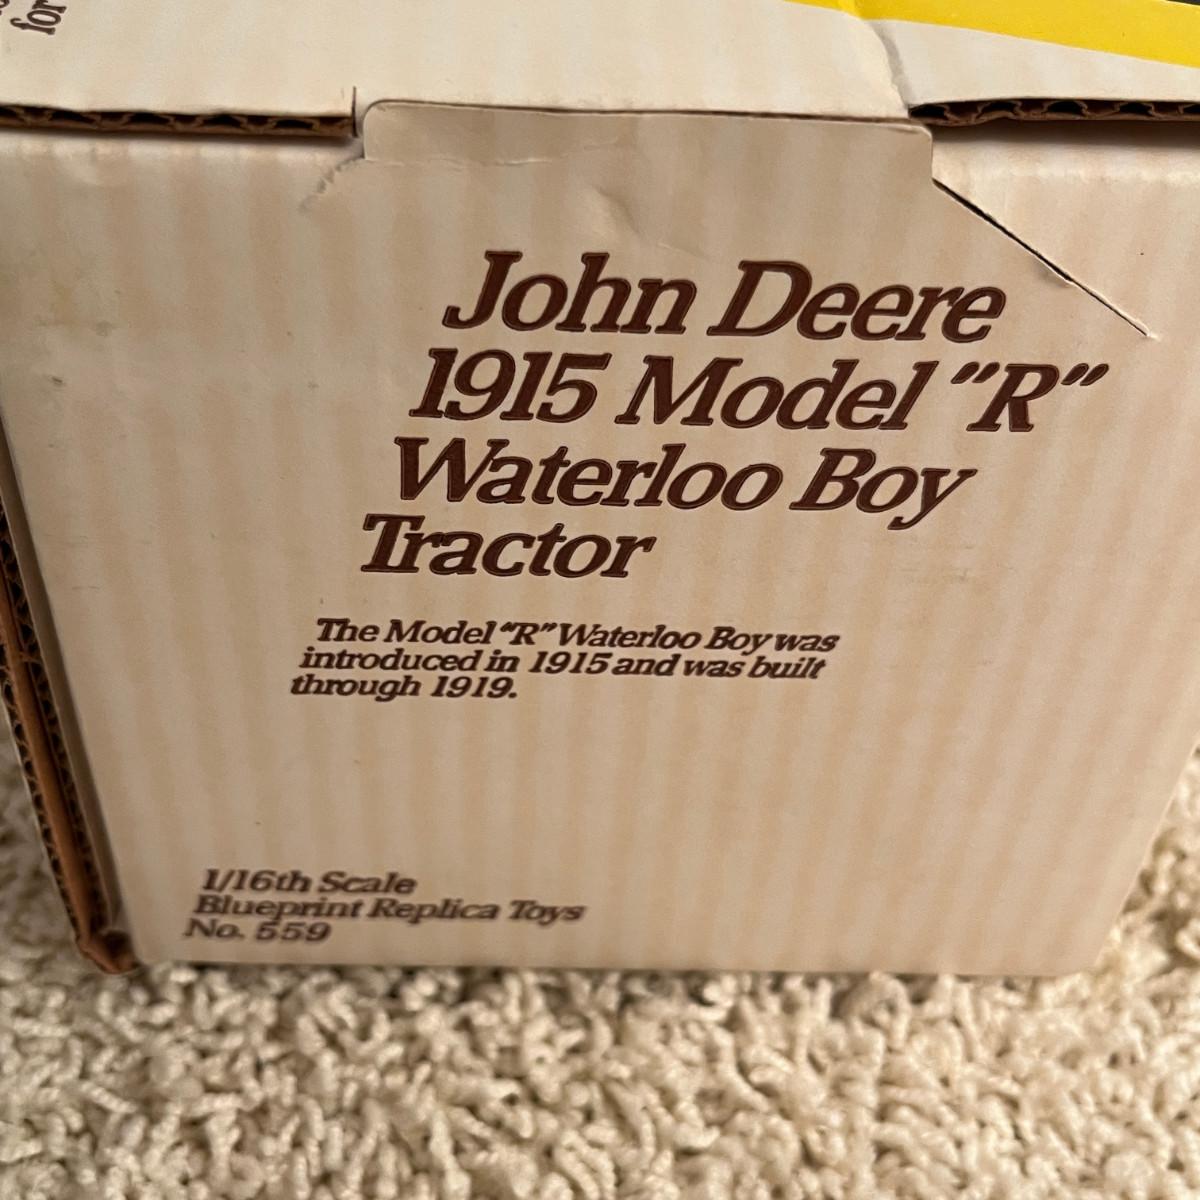 for
John Deere
1915 Model "R"
Waterloo Boy
Tractor
The Model "R" Waterloo Boy was
introduced in 1915 and was built
through 1919.
1/16th Scale
Blueprint Replica Toys
No. 559